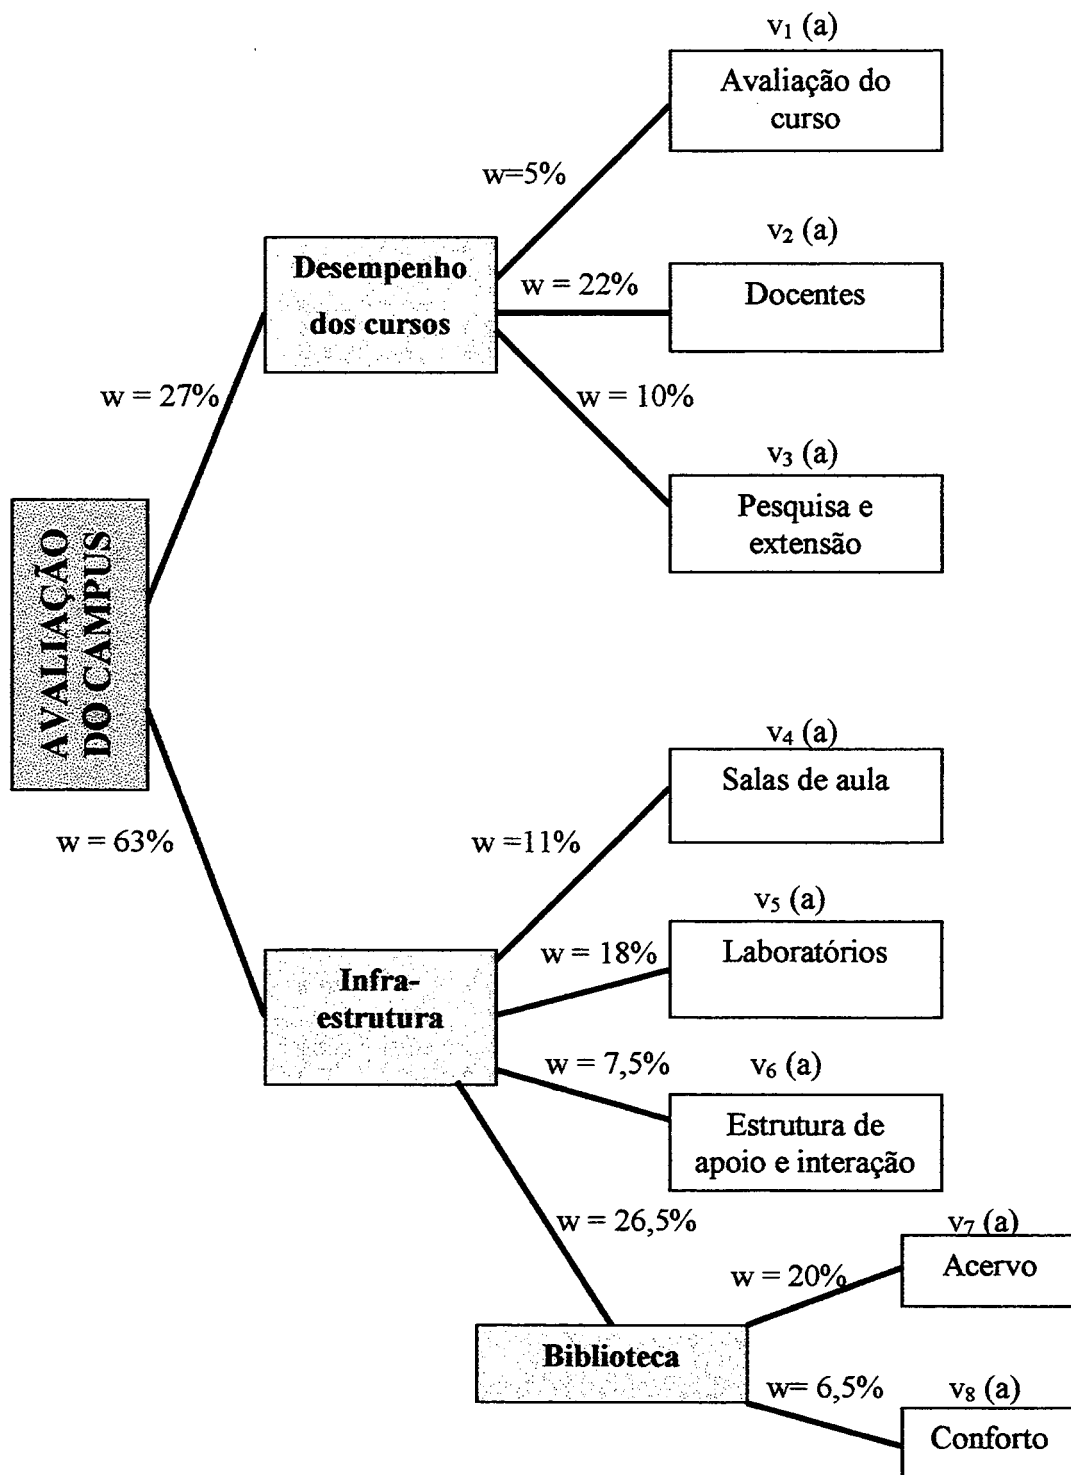 v₁ (a)
Avaliação do
curso
w=5%
v₂ (a)
Desempenho
dos cursos
w = 22%
Docentes
w = 27%
w = 10%
v₃ (a)
Pesquisa e
extensão
AVALIAÇÃO
DO CAMPUS
v₄ (a)
Salas de aula
w = 63%
w =11%
v₅ (a)
Infra-
estrutura
w = 18%
Laboratórios
w = 7,5%
v₆ (a)
Estrutura de
apoio e interação
w = 26,5%
v₇ (a)
Acervo
w = 20%
Biblioteca
w= 6,5%
v₈ (a)
Conforto